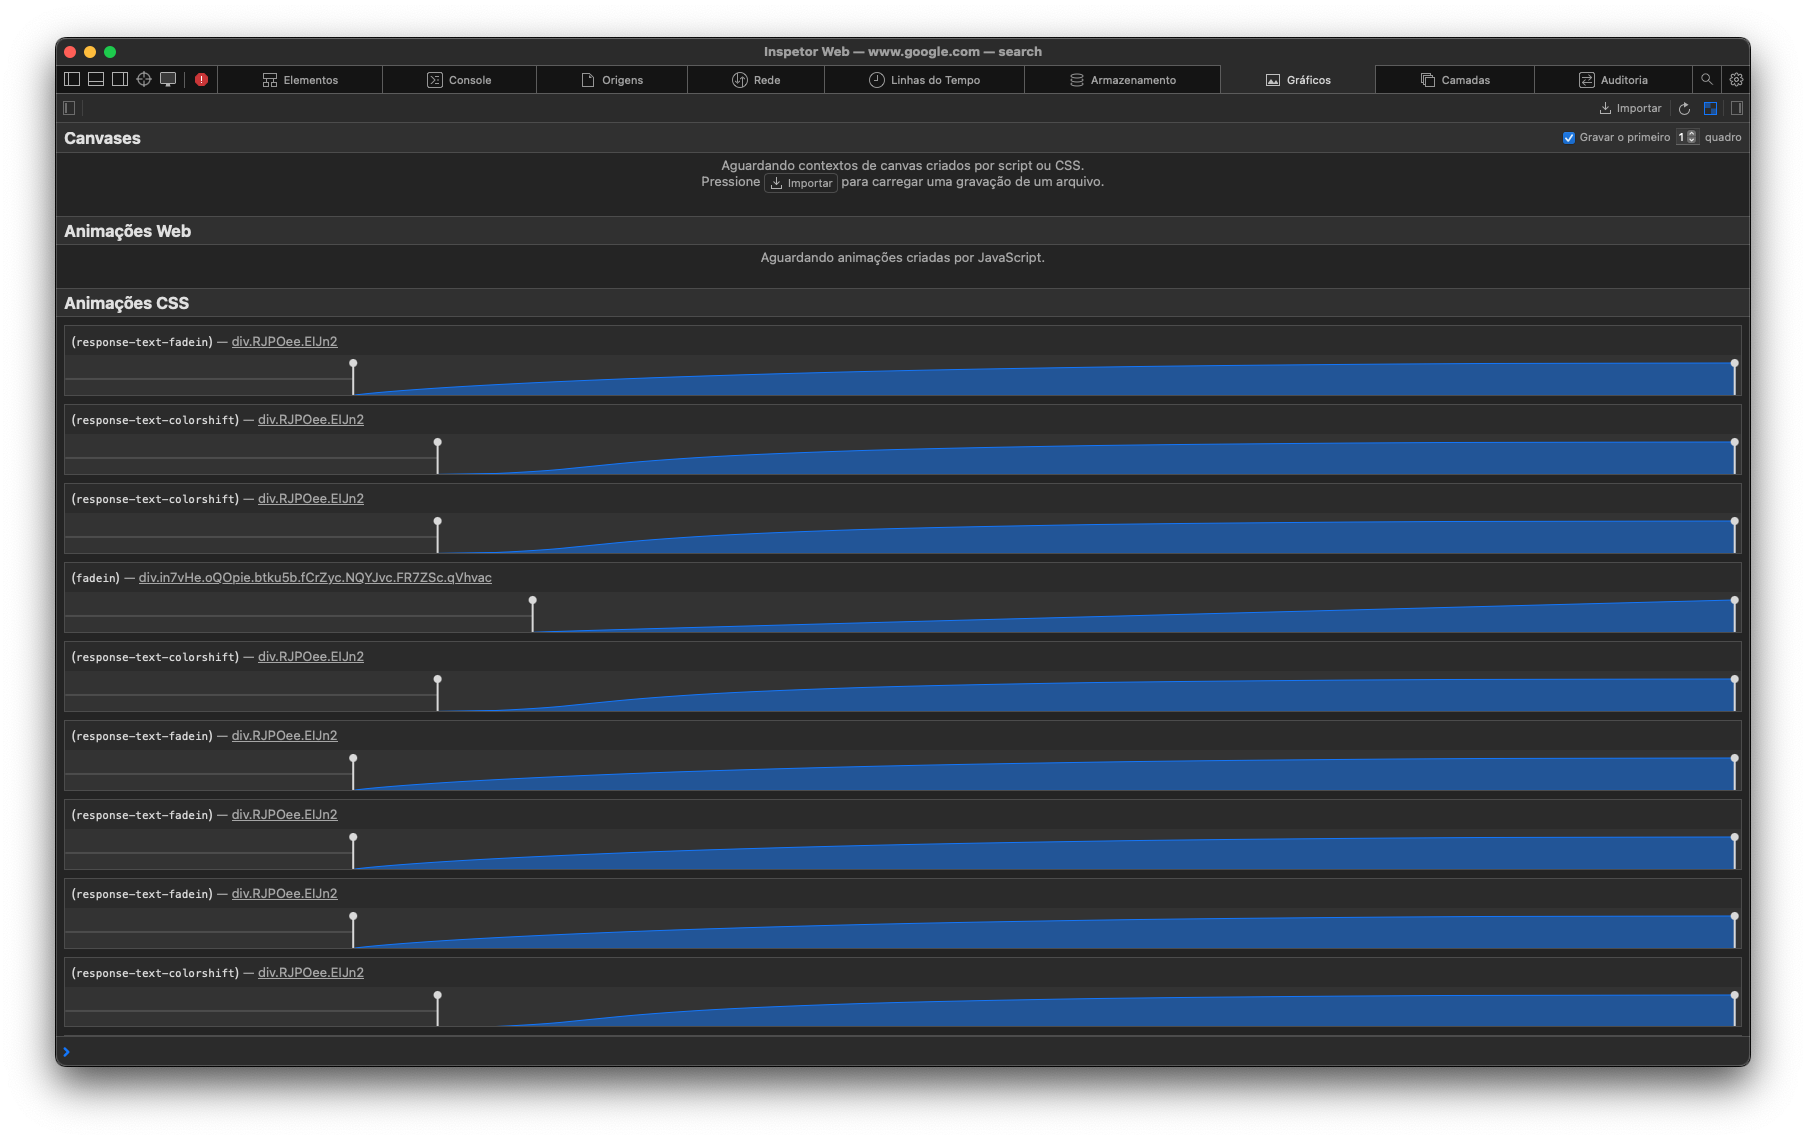 Inspetor Web — www.google.com — search
Elementos
Console
Origens
Rede
Linhas do Tempo
Armazenamento
Gráficos
Camadas
Auditoria
Importar
Canvases
Gravar o primeiro 1 quadro
Aguardando contextos de canvas criados por script ou CSS.
Pressione Importar para carregar uma gravação de um arquivo.
Animações Web
Aguardando animações criadas por JavaScript.
Animações CSS
(response-text-fadein) — div.RJPOee.EIJn2
(response-text-colorshift) — div.RJPOee.EIJn2
(response-text-colorshift) — div.RJPOee.EIJn2
(fadein) — div.in7vHe.oQOpie.btku5b.fCrZyc.NQYJvc.FR7ZSc.qVhvac
(response-text-colorshift) — div.RJPOee.EIJn2
(response-text-fadein) — div.RJPOee.EIJn2
(response-text-fadein) — div.RJPOee.EIJn2
(response-text-fadein) — div.RJPOee.EIJn2
(response-text-colorshift) — div.RJPOee.EIJn2